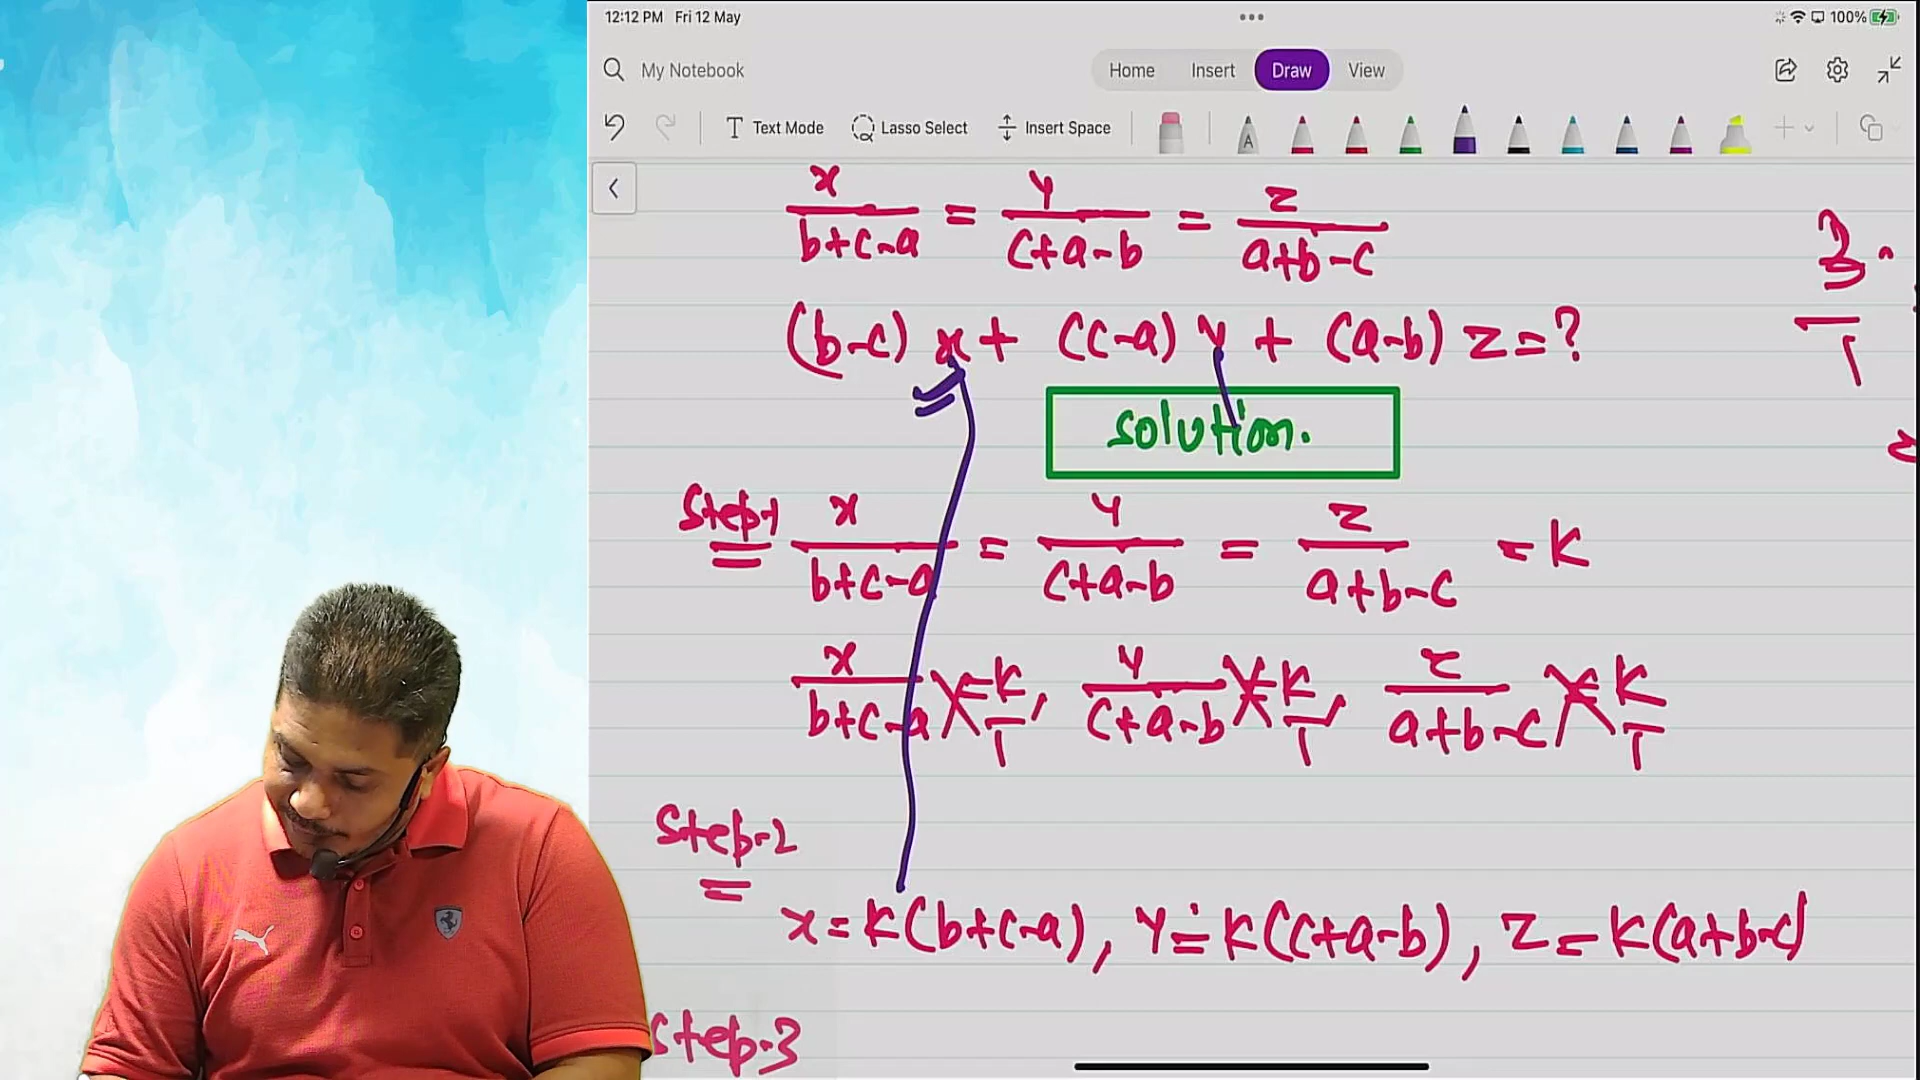 12:12 PM Fri 12 May 100%
My Notebook Home Insert Draw View
Text Mode Lasso Select Insert Space A
x/(b+c-a) = y/(c+a-b) = z/(a+b-c)
(b-c) x + (c-a) y + (a-b) z = ?
solution.
Step-1 x/(b+c-a) = y/(c+a-b) = z/(a+b-c) = K
x/(b+c-a) = K/1, y/(c+a-b) = K/1, z/(a+b-c) = K/1
Step-2
x = K(b+c-a), y = K(c+a-b), z = K(a+b-c)
Step-3